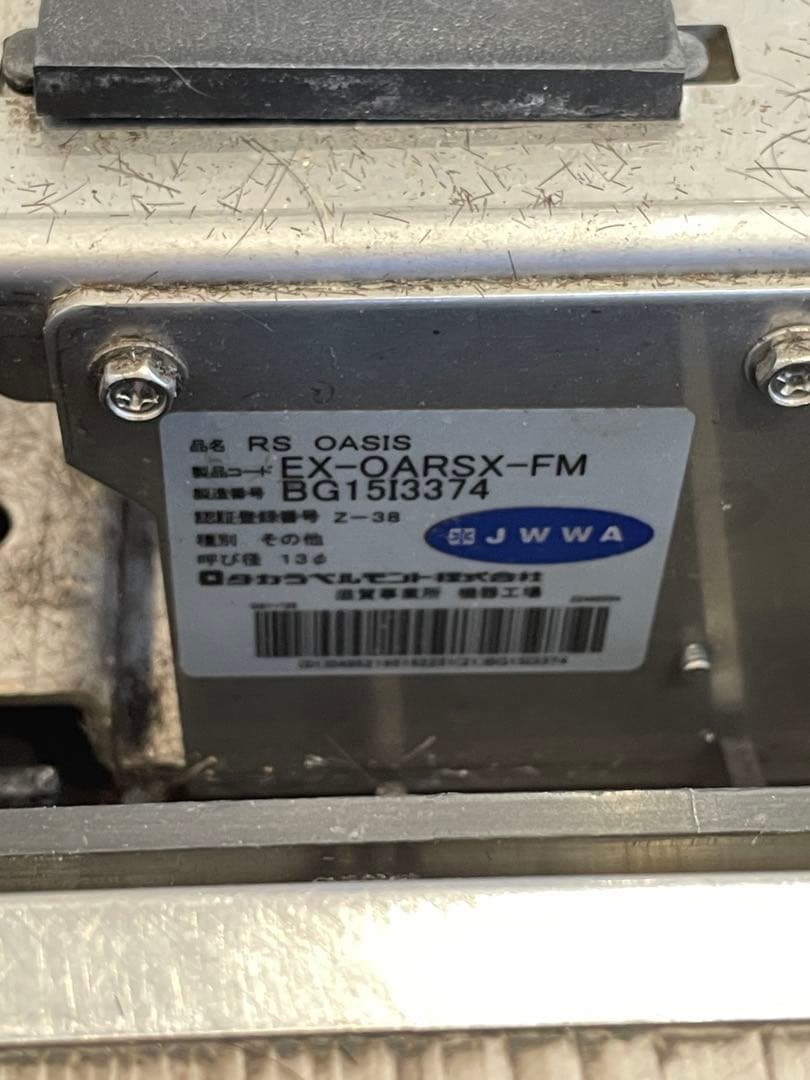 品名 RS OASIS
製品コード EX-OARSX-FM
製造番号 BG15I3374
認証登録番号 Z-38
種別 その他
呼び径 13φ
JWWA
タカラベルモント株式会社
滋賀事業所 機器工場